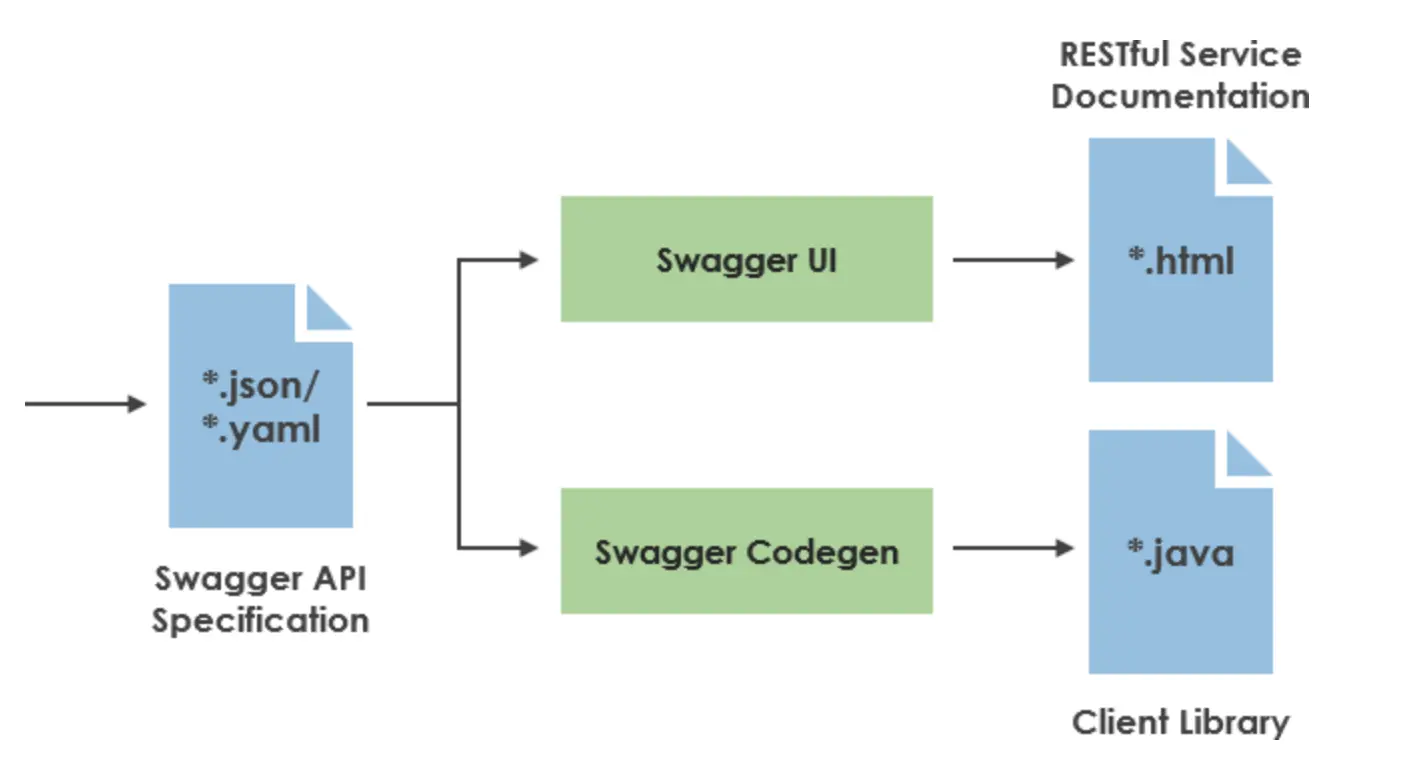 RESTful Service
Documentation
Swagger UI
*.html
*.json/
*.yaml
Swagger API
Specification
Swagger Codegen
*.java
Client Library